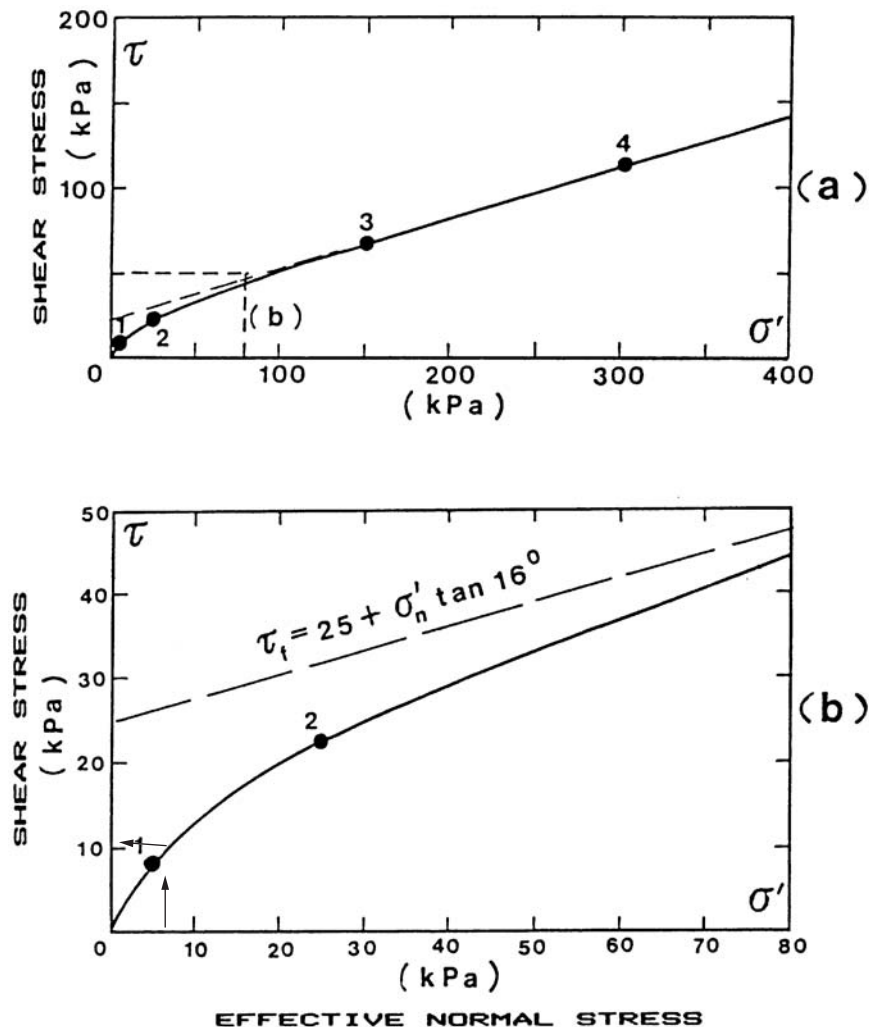 200
τ
SHEAR STRESS
(kPa)
100
0
1
2
3
4
(b)
σ'
(a)
100
200
300
400
(kPa)
50
τ
40
30
20
10
0
SHEAR STRESS
(kPa)
τf = 25 + σ'n tan 16°
2
1
σ'
(b)
10
20
30
40
50
60
70
80
(kPa)
EFFECTIVE NORMAL STRESS